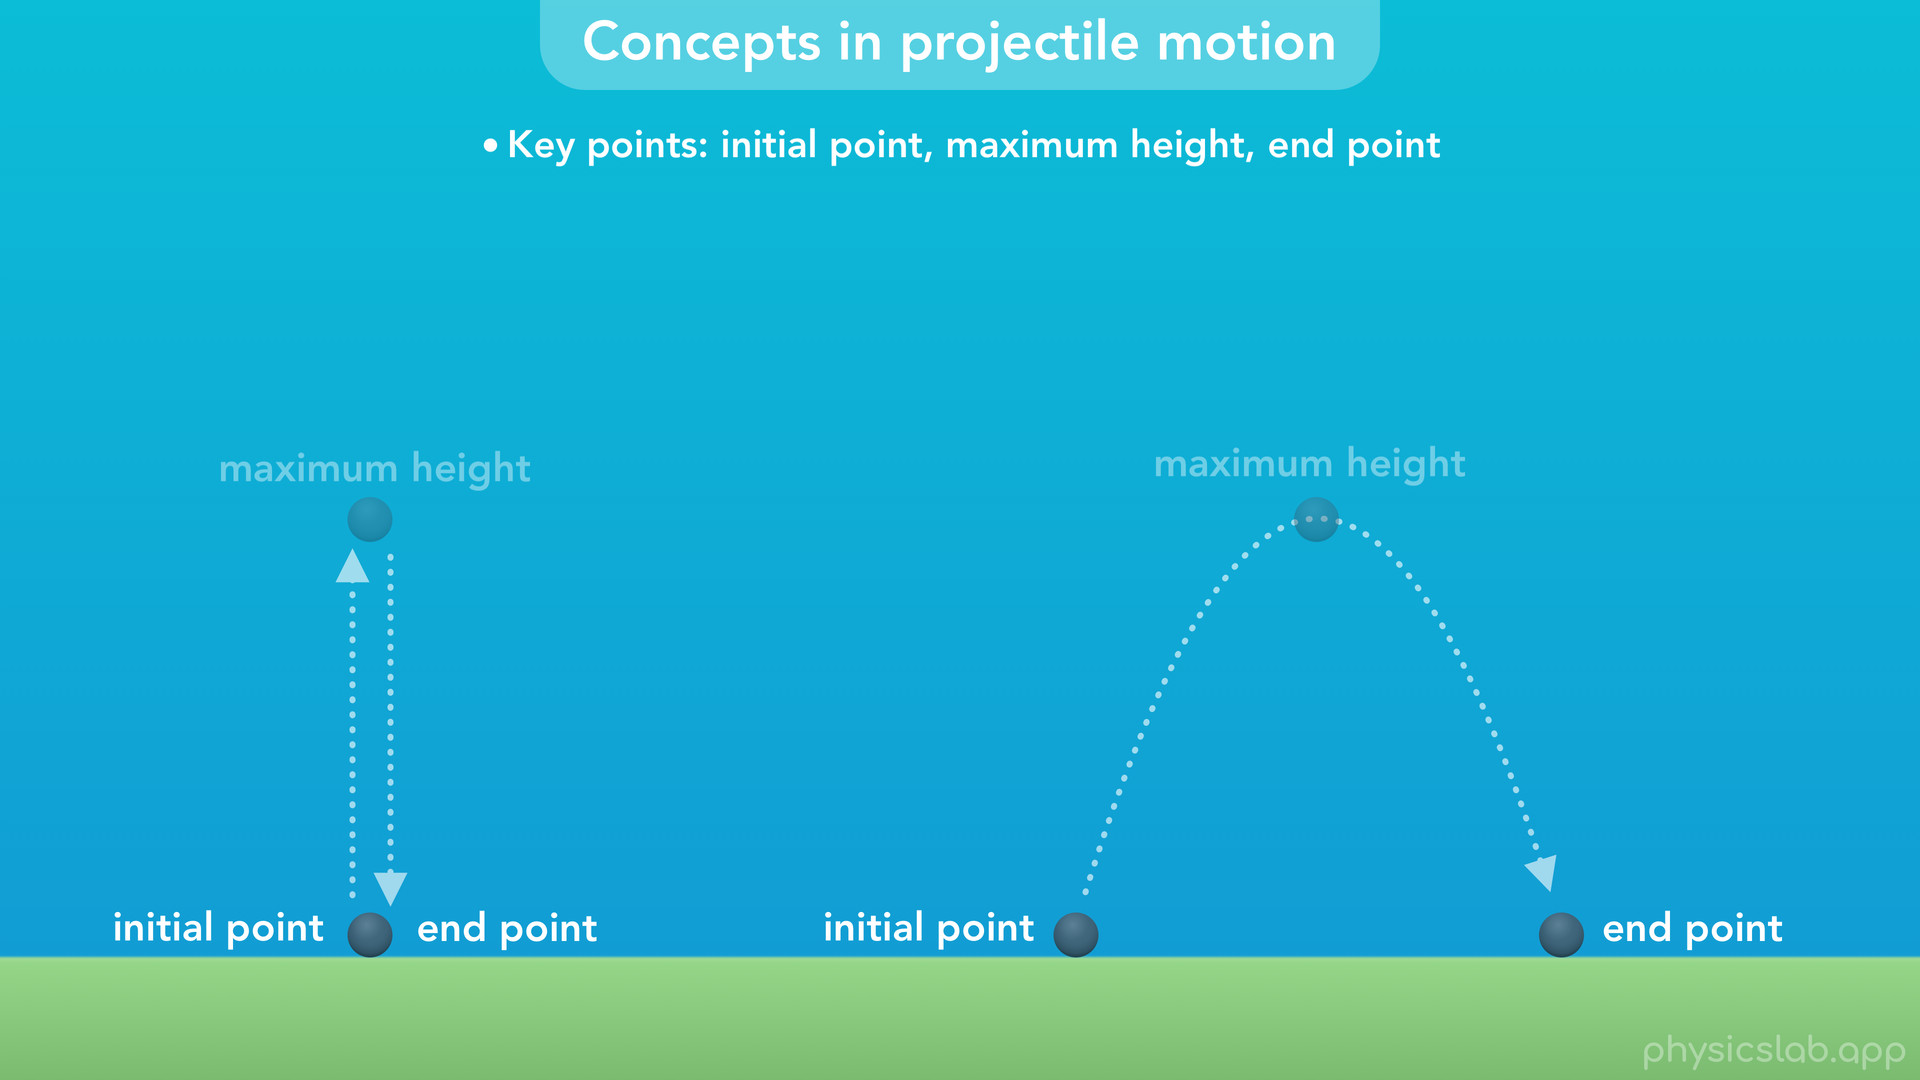 Concepts in projectile motion
• Key points: initial point, maximum height, end point
maximum height
maximum height
initial point
end point
initial point
end point
physicslab.app